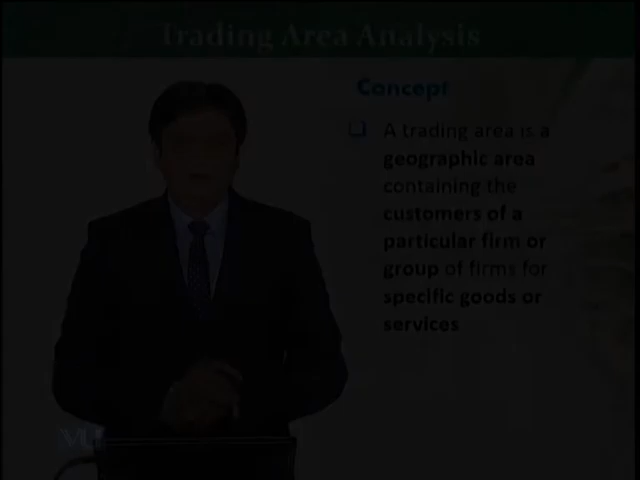 Trading Area Analysis
Concept
A trading area is a
geographic area
containing the
customers of a
particular firm or
group of firms for
specific goods or
services
VU